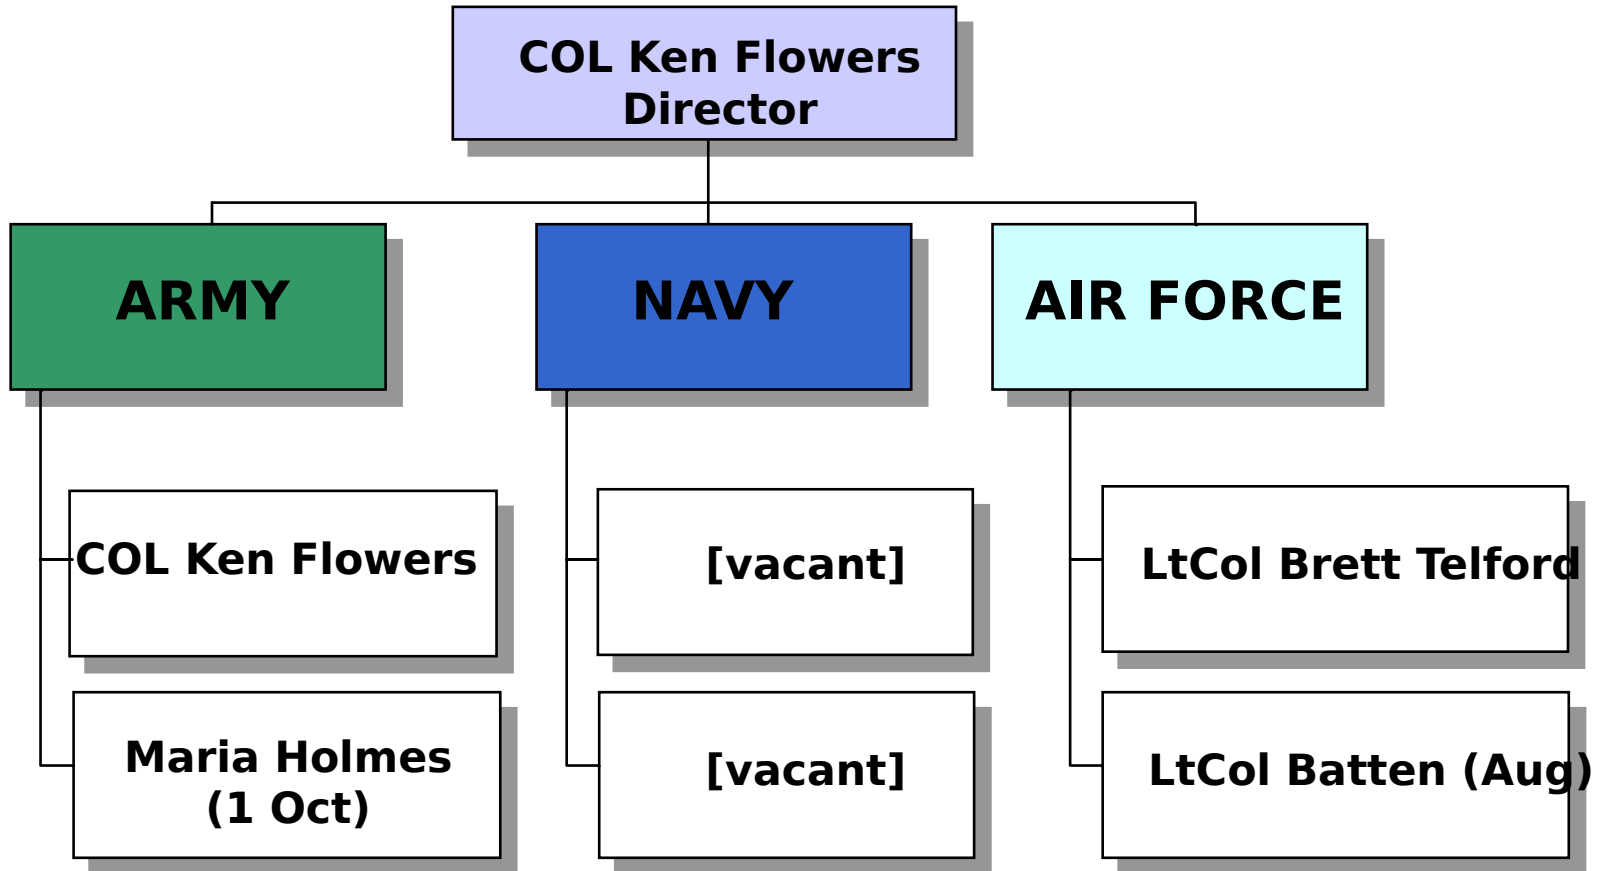 COL Ken Flowers
Director
ARMY
NAVY
AIR FORCE
COL Ken Flowers
[vacant]
LtCol Brett Telford
Maria Holmes
(1 Oct)
[vacant]
LtCol Batten (Aug)